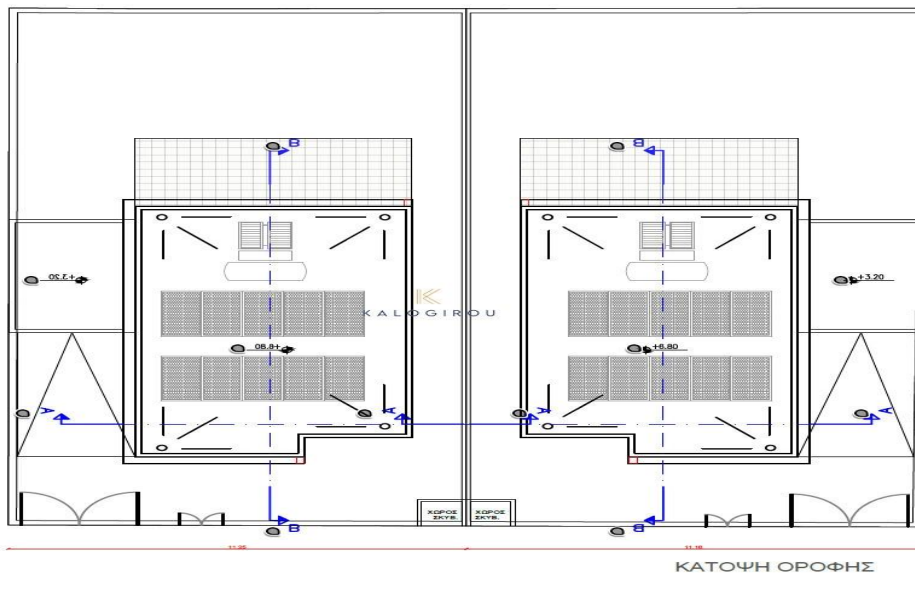 B B
+3.20 +3.20
KALOGIROU
+6.80 +6.80
A A A A
ΧΩΡΟΣ ΧΩΡΟΣ
ΣΚΥΒ. ΣΚΥΒ.
B B
ΚΑΤΟΨΗ ΟΡΟΦΗΣ